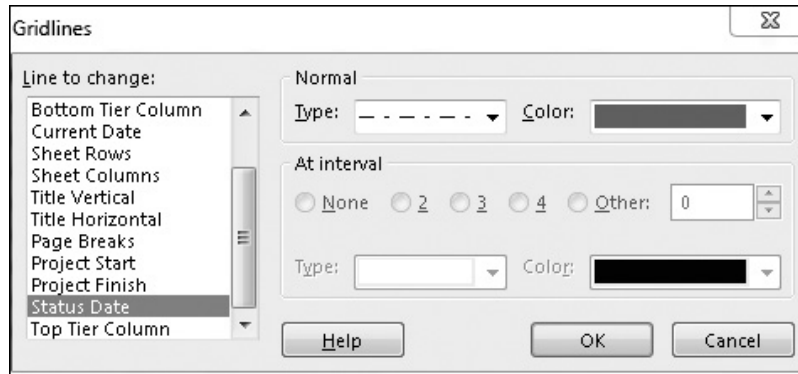 Gridlines
Line to change:
Bottom Tier Column
Current Date
Sheet Rows
Sheet Columns
Title Vertical
Title Horizontal
Page Breaks
Project Start
Project Finish
Status Date
Top Tier Column
Normal
Type: Color:
At interval
None 2 3 4 Other: 0
Type: Color:
Help OK Cancel